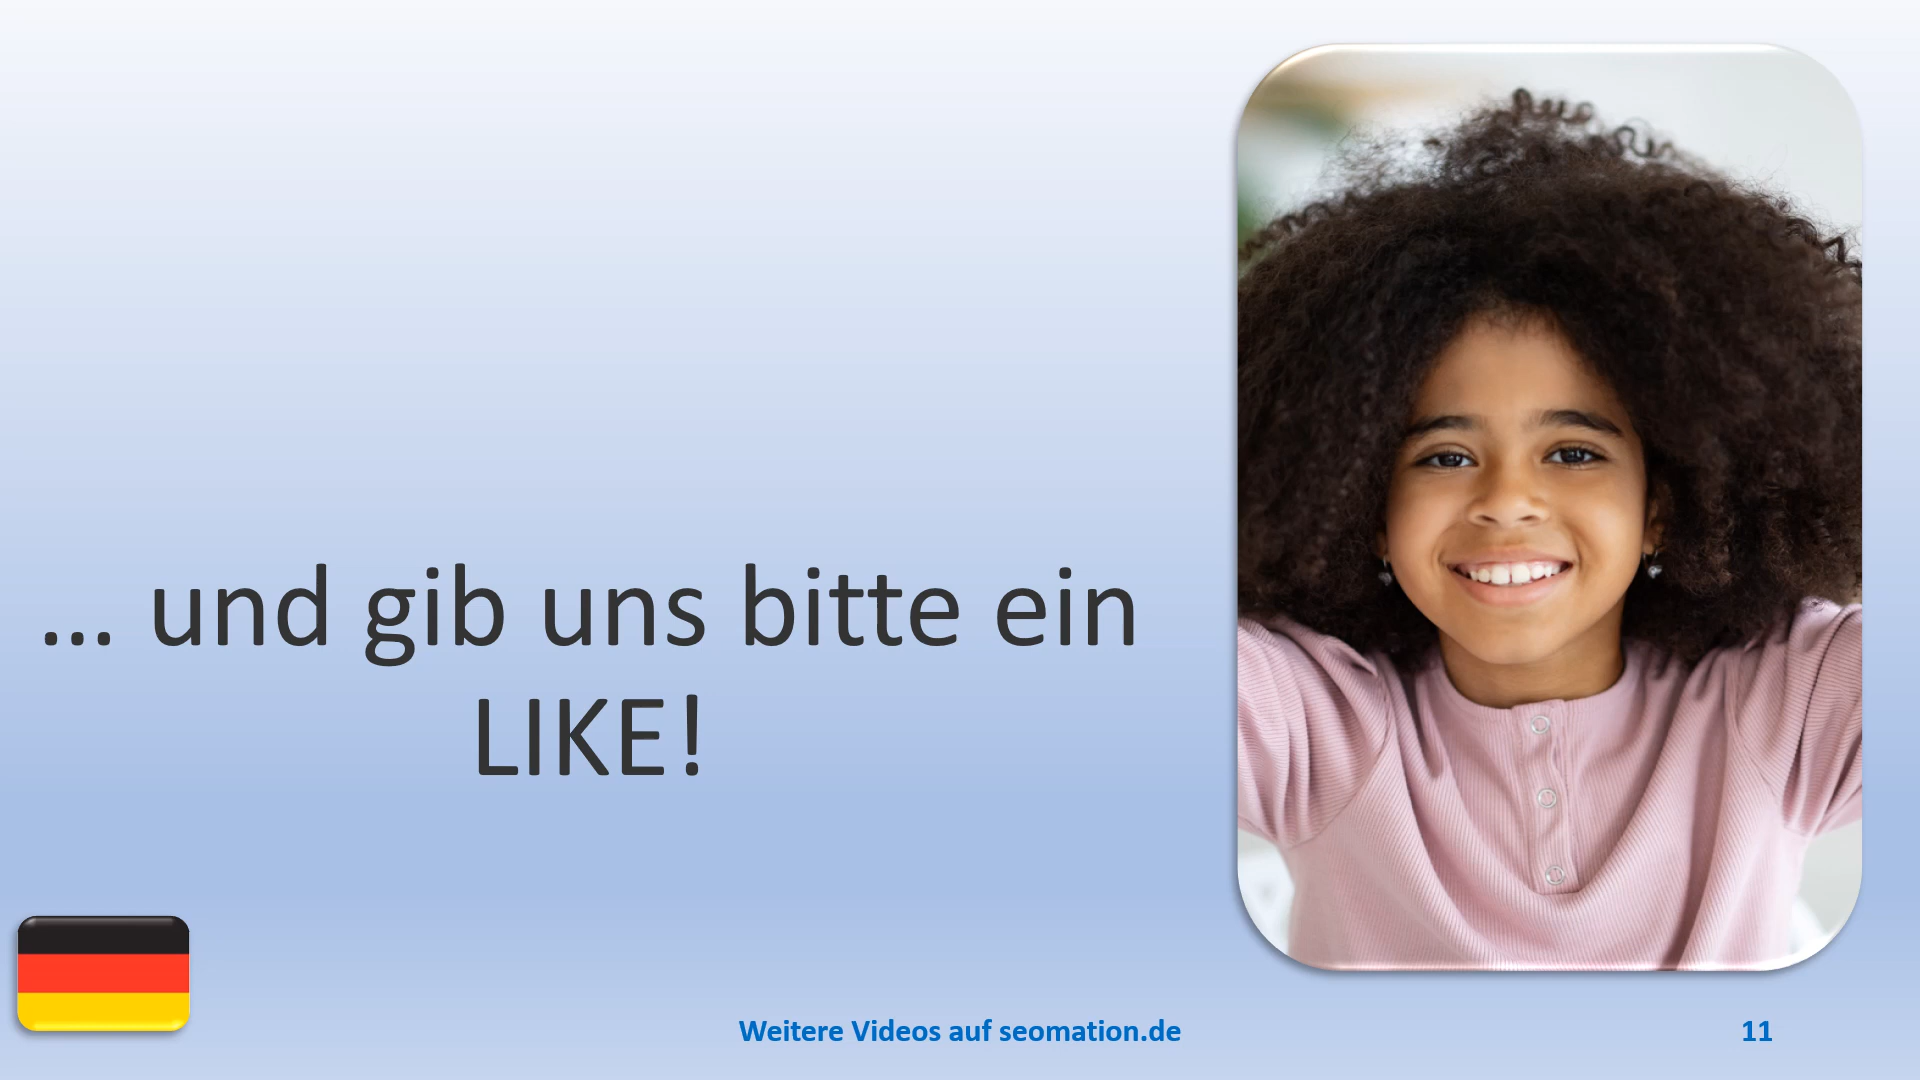 ... und gib uns bitte ein
LIKE!
Weitere Videos auf seomation.de
11